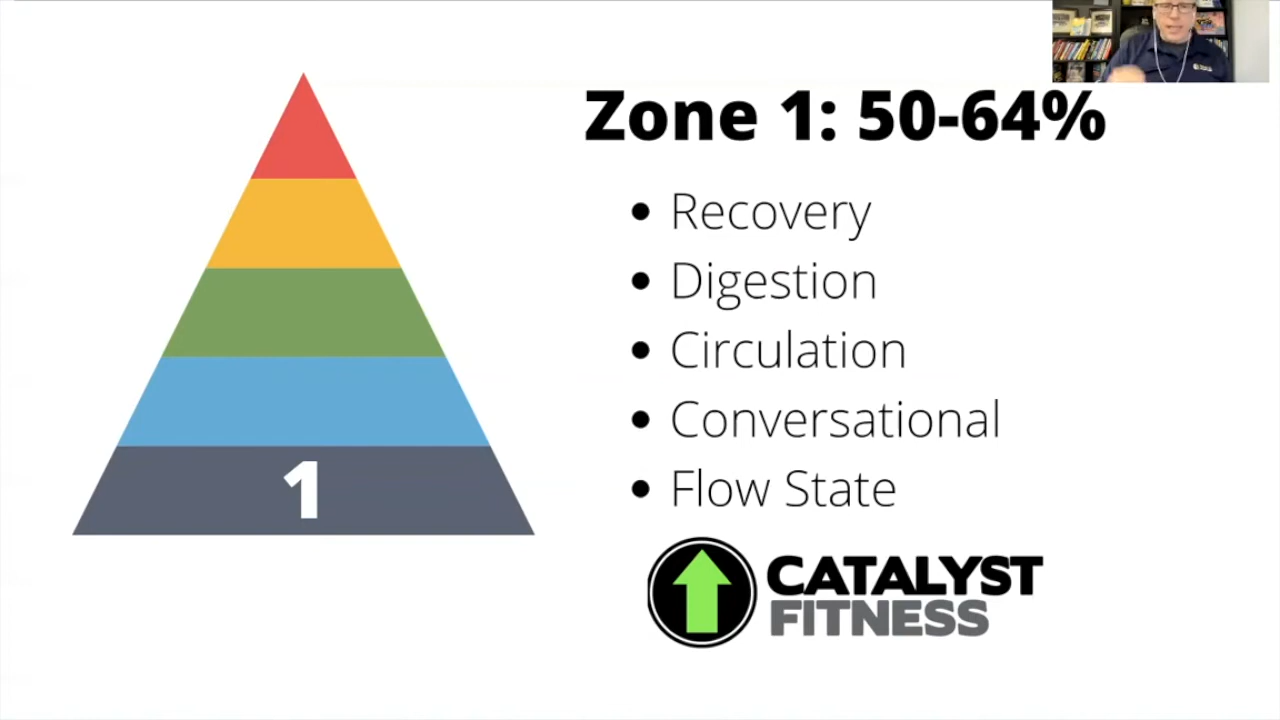 Zone 1: 50-64%
Recovery
Digestion
Circulation
Conversational
Flow State
1
CATALYST
FITNESS